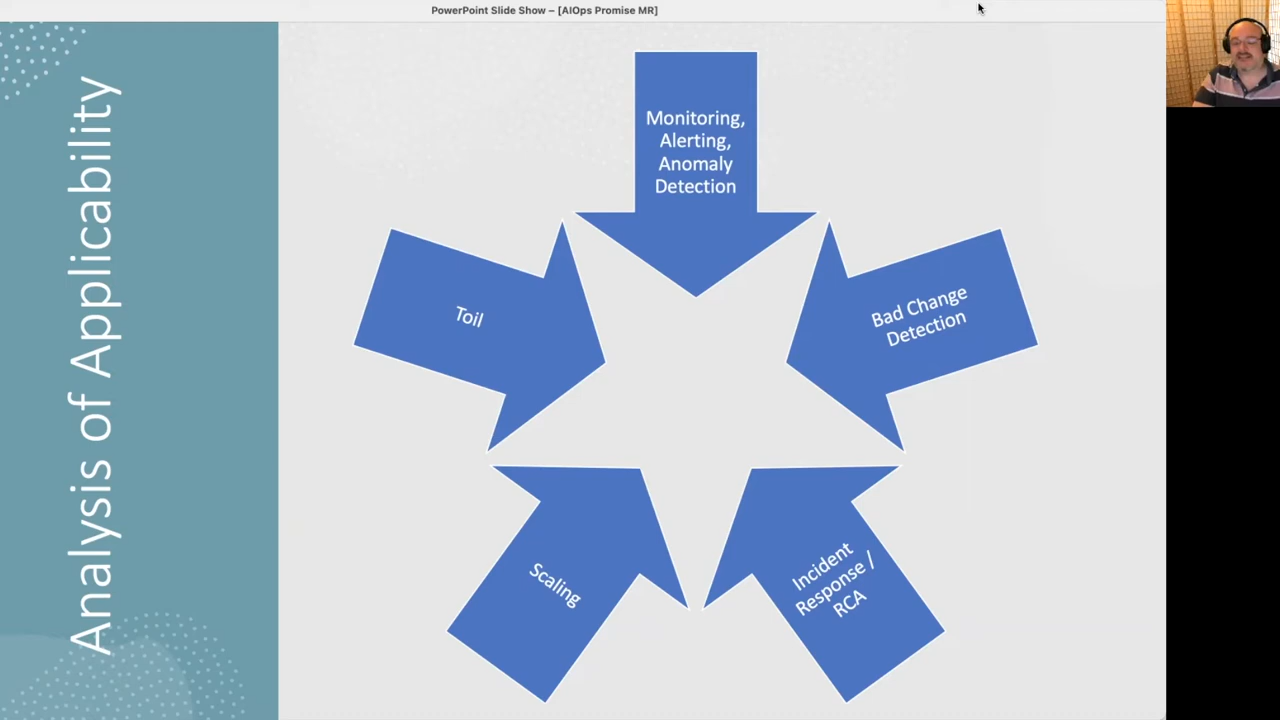 PowerPoint Slide Show – [AIOps Promise MR]
Analysis of Applicability
Monitoring,
Alerting,
Anomaly
Detection
Bad Change
Detection
Incident
Response /
RCA
Scaling
Toil